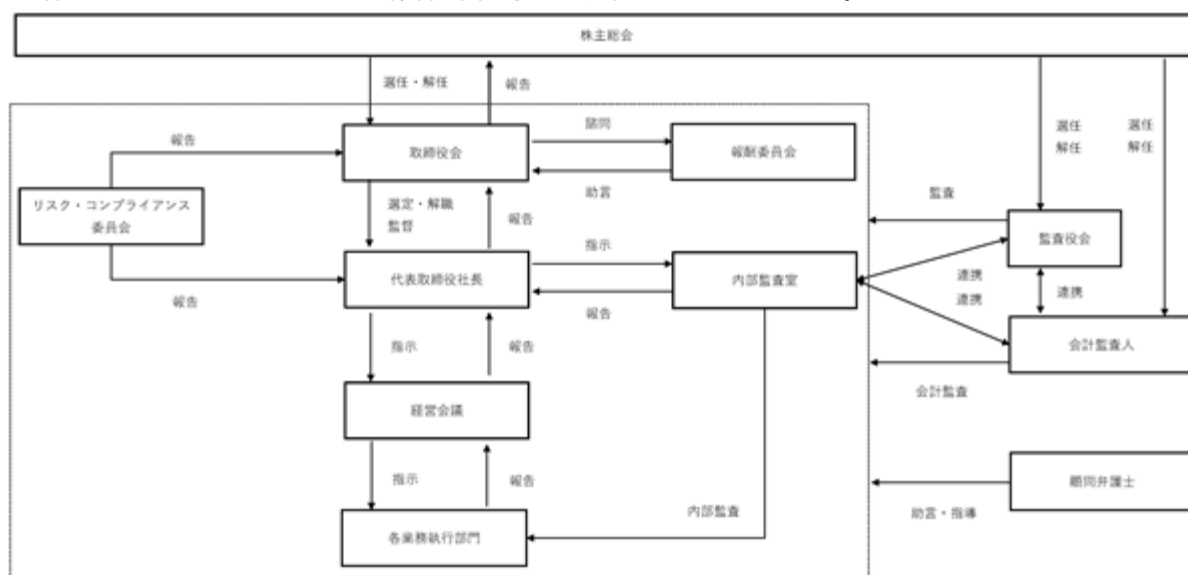 株主総会
選任・解任
報告
選任
解任
選任
解任
報告
取締役会
諮問
報酬委員会
助言
リスク・コンプライアンス
委員会
選定・解職
監督
報告
監査
監査役会
報告
代表取締役社長
指示
報告
内部監査室
連携
連携
連携
会計監査人
指示
報告
会計監査
経営会議
指示
報告
顧問弁護士
助言・指導
内部監査
各業務執行部門